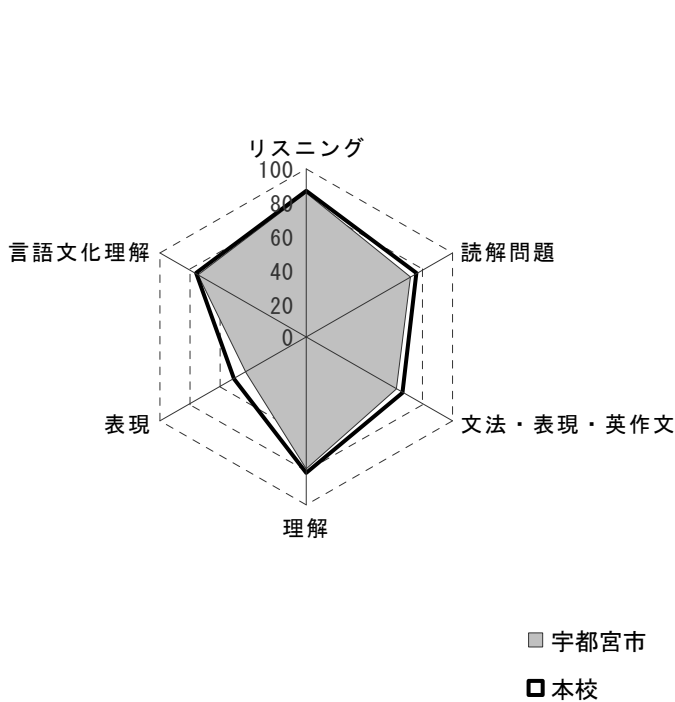 リスニング
100
80
60
40
20
0
読解問題
文法・表現・英作文
理解
表現
言語文化理解
宇都宮市
本校